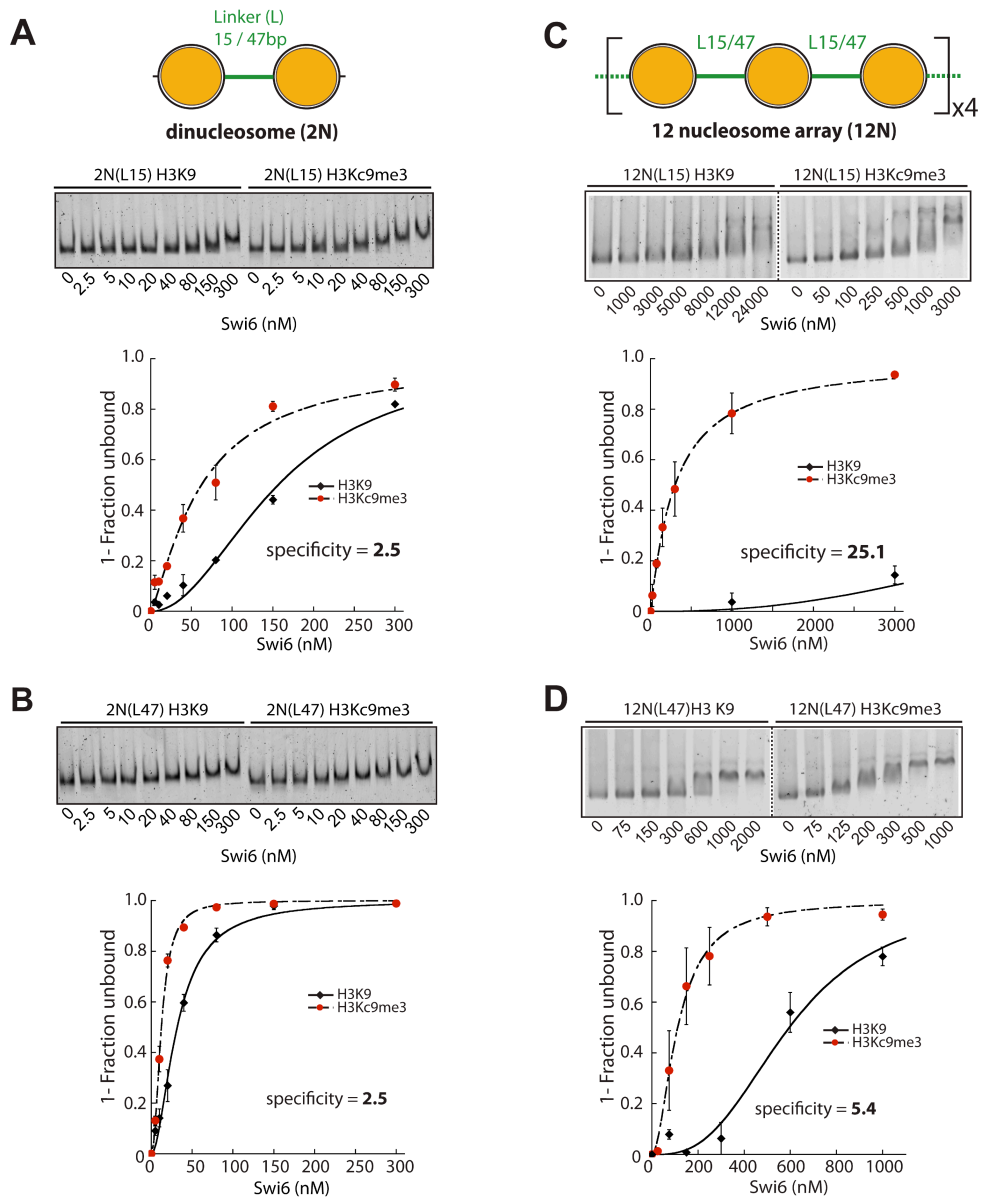 A
Linker (L)
15 / 47bp
dinucleosome (2N)
2N(L15) H3K9 2N(L15) H3Kc9me3
0 2.5 5 10 20 40 80 150 300 0 2.5 5 10 20 40 80 150 300
Swi6 (nM)
1.0
0.8
0.6
0.4
0.2
0
1- Fraction unbound
H3K9
H3Kc9me3
specificity = 2.5
0 50 100 150 200 250 300
Swi6 (nM)
B
2N(L47) H3K9 2N(L47) H3Kc9me3
0 2.5 5 10 20 40 80 150 300 0 2.5 5 10 20 40 80 150 300
Swi6 (nM)
1.0
0.8
0.6
0.4
0.2
0
1- Fraction unbound
H3K9
H3Kc9me3
specificity = 2.5
0 50 100 150 200 250 300
Swi6 (nM)
C
L15/47 L15/47
x4
12 nucleosome array (12N)
12N(L15) H3K9 12N(L15) H3Kc9me3
0 1000 3000 5000 8000 12000 24000 0 50 100 250 500 1000 3000
Swi6 (nM)
1.0
0.8
0.6
0.4
0.2
0
1- Fraction unbound
H3K9
H3Kc9me3
specificity = 25.1
0 1000 2000 3000
Swi6 (nM)
D
12N(L47)H3 K9 12N(L47) H3Kc9me3
0 75 150 300 600 1000 2000 0 75 125 200 300 500 1000
Swi6 (nM)
1.0
0.8
0.6
0.4
0.2
0
1- Fraction unbound
H3K9
H3Kc9me3
specificity = 5.4
0 200 400 600 800 1000
Swi6 (nM)